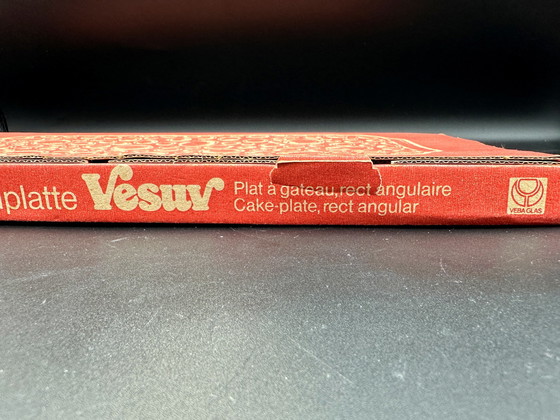 platte Vesuv
Plat à gateau,rect angulaire
Cake-plate, rect angular
VEBA GLAS